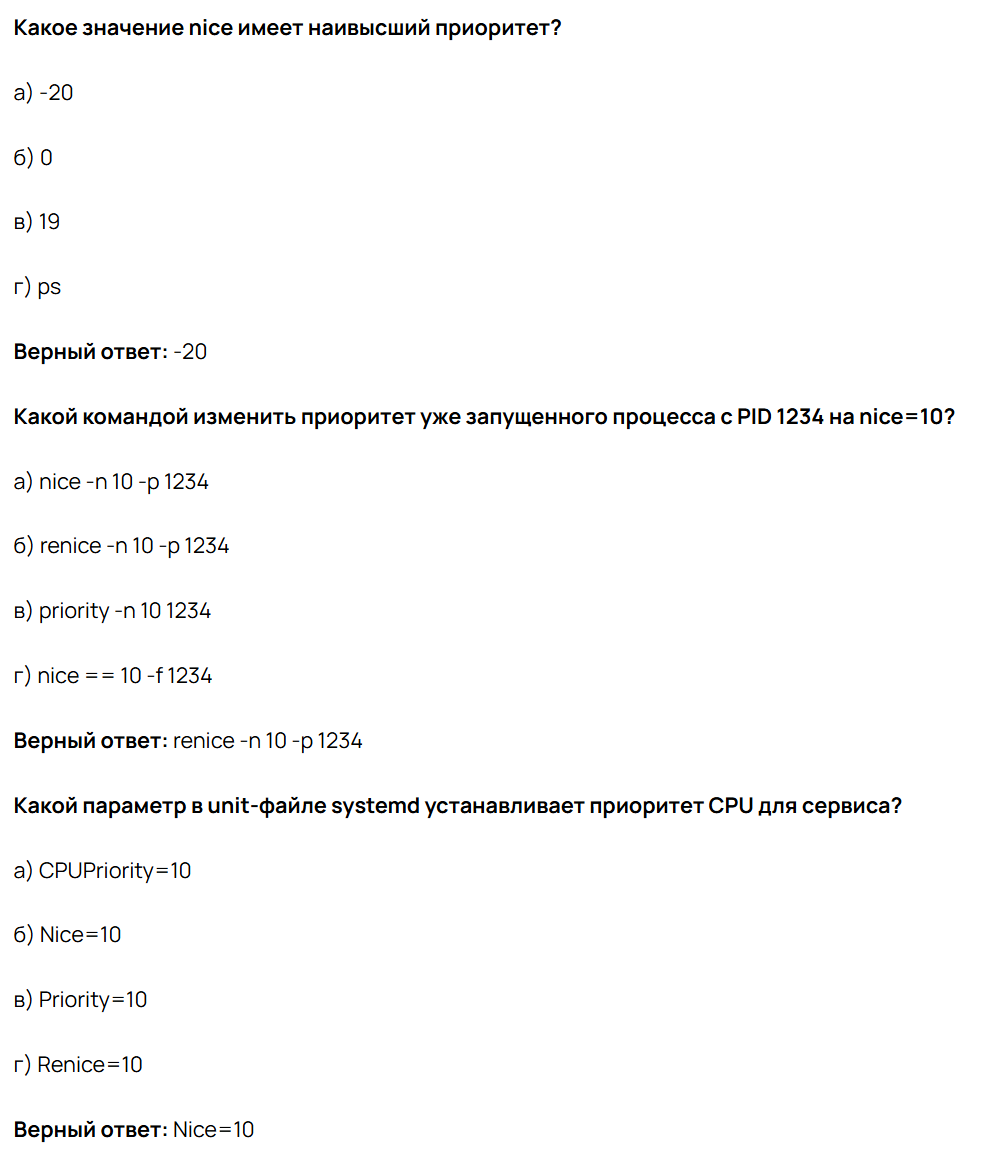 Какое значение nice имеет наивысший приоритет?
а) -20
б) 0
в) 19
г) ps
Верный ответ: -20
Какой командой изменить приоритет уже запущенного процесса с PID 1234 на nice=10?
а) nice -n 10 -p 1234
б) renice -n 10 -p 1234
в) priority -n 10 1234
г) nice == 10 -f 1234
Верный ответ: renice -n 10 -p 1234
Какой параметр в unit-файле systemd устанавливает приоритет CPU для сервиса?
а) CPUPriority=10
б) Nice=10
в) Priority=10
г) Renice=10
Верный ответ: Nice=10